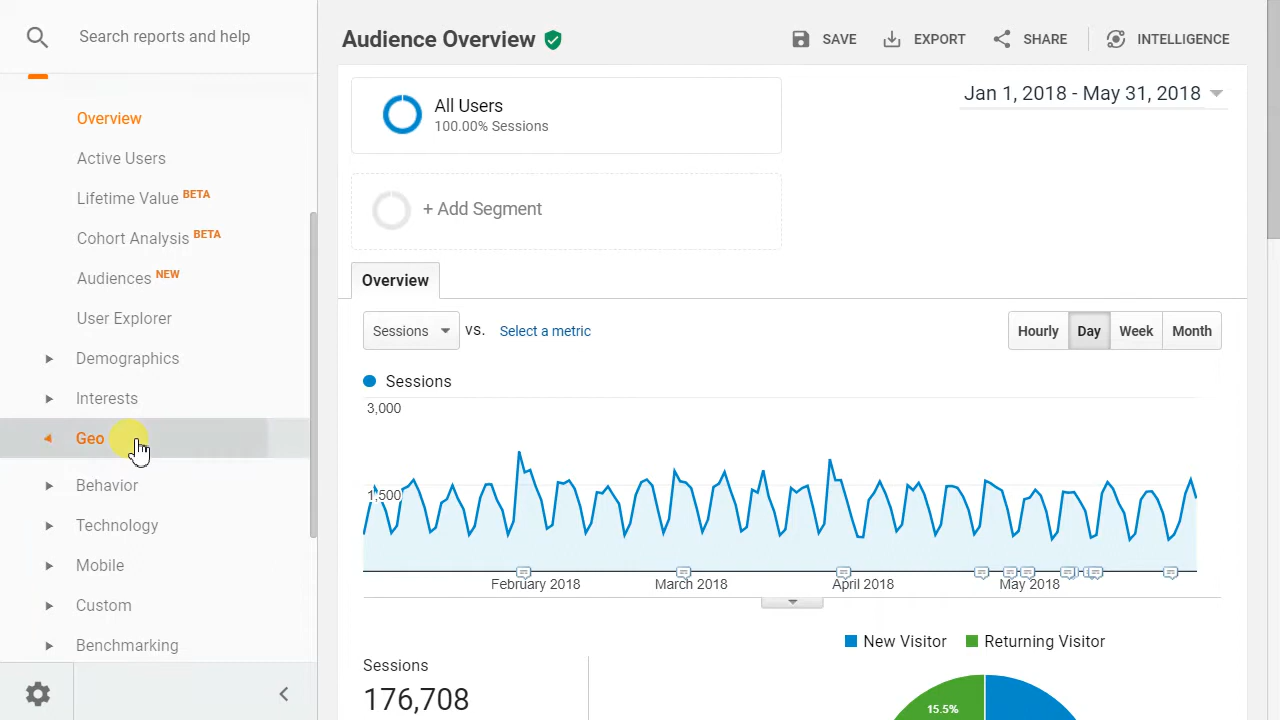 Search reports and help
Overview
Active Users
Lifetime Value BETA
Cohort Analysis BETA
Audiences NEW
User Explorer
Demographics
Interests
Geo
Behavior
Technology
Mobile
Custom
Benchmarking
Audience Overview
SAVE
EXPORT
SHARE
INTELLIGENCE
All Users
100.00% Sessions
Jan 1, 2018 - May 31, 2018
+ Add Segment
Overview
Sessions
vs.
Select a metric
Hourly
Day
Week
Month
Sessions
3,000
1,500
February 2018
March 2018
April 2018
May 2018
New Visitor
Returning Visitor
Sessions
176,708
15.5%